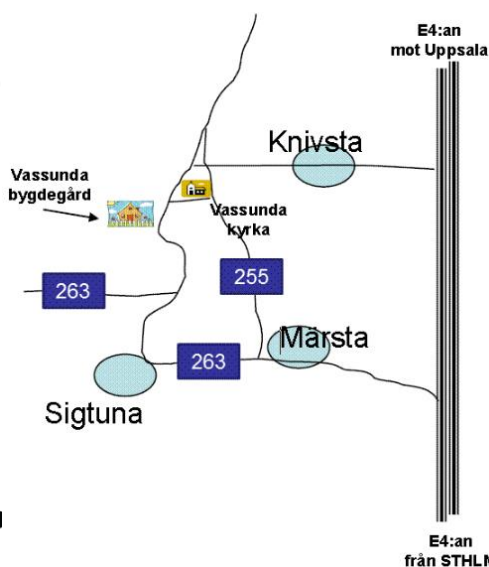 E4:an
mot Uppsala
Knivsta
Vassunda
bygdegård
Vassunda
kyrka
263
255
Märsta
263
Sigtuna
E4:an
från STHLM